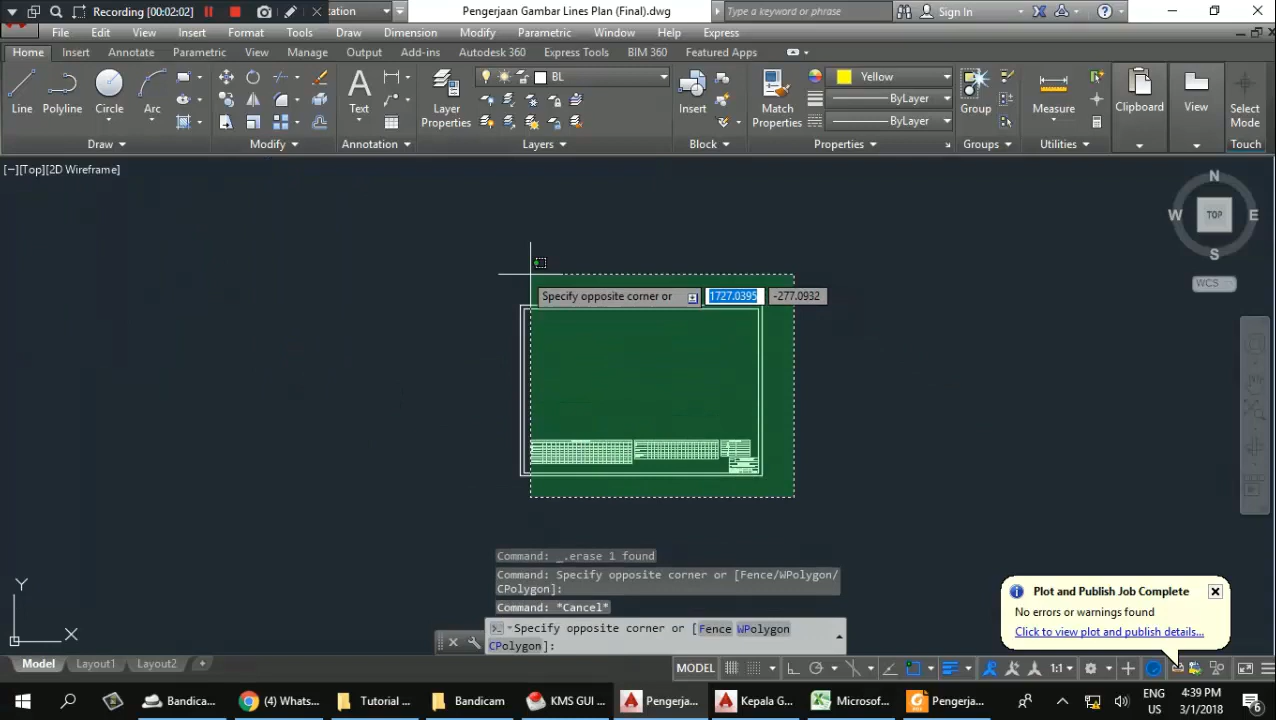 Recording [00:02:02]
tation
Pengerjaan Gambar Lines Plan (Final).dwg
Type a keyword or phrase
Sign In
File Edit View Insert Format Tools Draw Dimension Modify Parametric Window Help Express
Home Insert Annotate Parametric View Manage Output Add-ins Autodesk 360 Express Tools BIM 360 Featured Apps
BL
Yellow
ByLayer
ByLayer
Line Polyline Circle Arc
Text
Layer
Properties
Insert
Match
Properties
Group
Measure
Clipboard
View
Select
Mode
Draw Modify Annotation Layers Block Properties Groups Utilities Touch
[−][Top][2D Wireframe]
N
W TOP E
S
WCS
Specify opposite corner or 1727.0395 -277.0932
Command: _.erase 1 found
Command: Specify opposite corner or [Fence/WPolygon/
CPolygon]:
Command: *Cancel*
Specify opposite corner or [Fence WPolygon
CPolygon]:
Y
X
Plot and Publish Job Complete
No errors or warnings found
Click to view plot and publish details...
Model Layout1 Layout2 +
MODEL
1:1
Bandica...
(4) Whats...
Tutorial ...
Bandicam
KMS GUI ...
Pengerja...
Kepala G...
Microsof...
Pengerja...
ENG
US
4:39 PM
3/1/2018
6